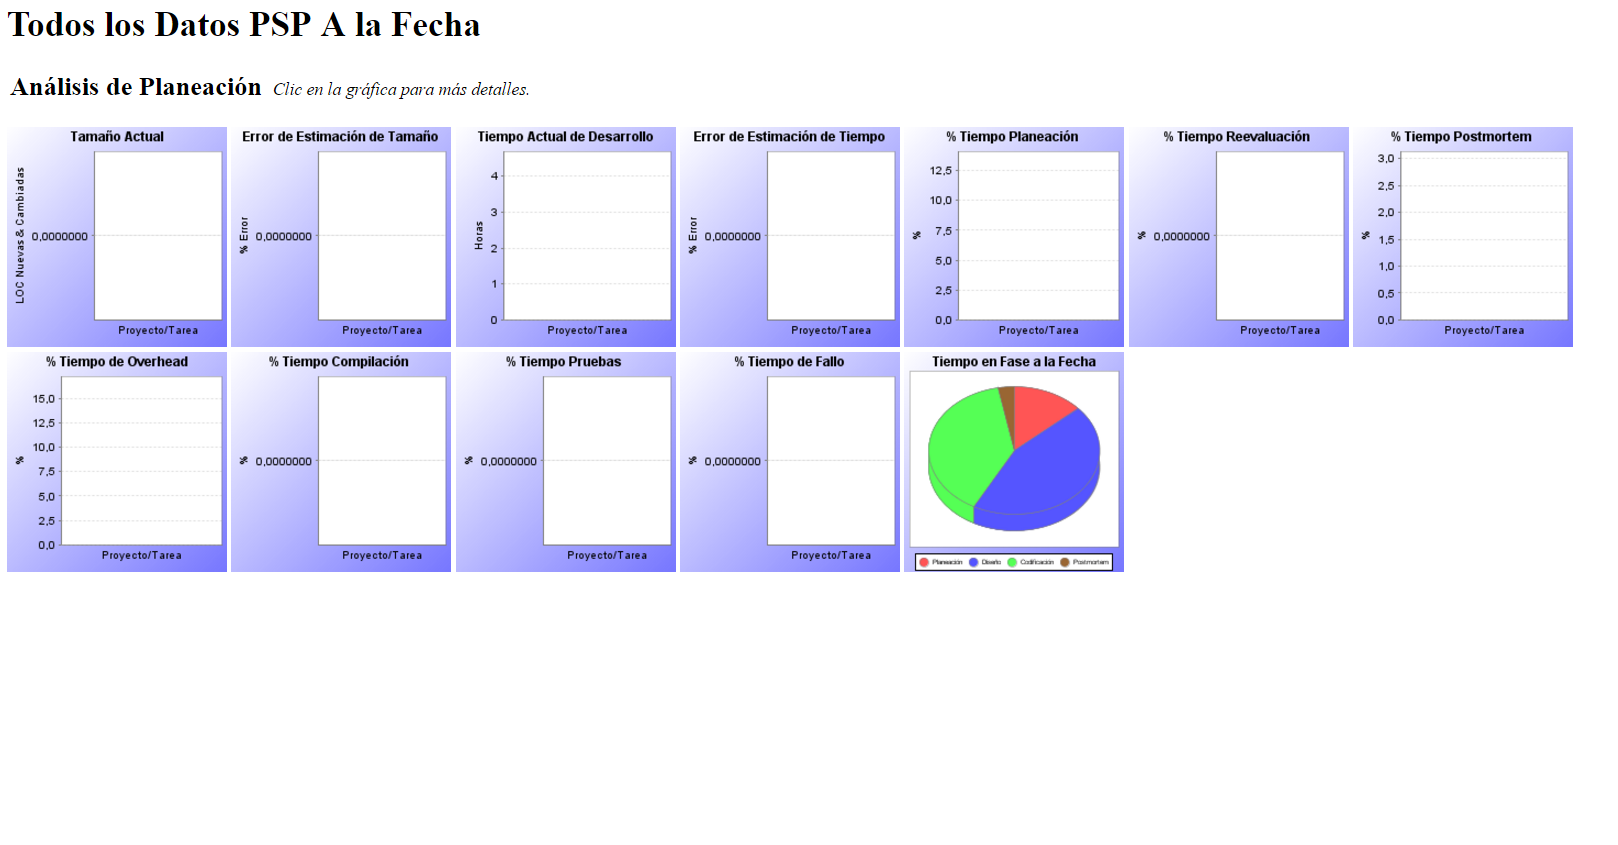 Todos los Datos PSP A la Fecha
Análisis de Planeación Clic en la gráfica para más detalles.
Tamaño Actual
LOC Nuevas & Cambiadas
0,0000000
Proyecto/Tarea
Error de Estimación de Tamaño
% Error
0,0000000
Proyecto/Tarea
Tiempo Actual de Desarrollo
Horas
4
3
2
1
0
Proyecto/Tarea
Error de Estimación de Tiempo
% Error
0,0000000
Proyecto/Tarea
% Tiempo Planeación
%
12,5
10,0
7,5
5,0
2,5
0,0
Proyecto/Tarea
% Tiempo Reevaluación
%
0,0000000
Proyecto/Tarea
% Tiempo Postmortem
%
3,0
2,5
2,0
1,5
1,0
0,5
0,0
Proyecto/Tarea
% Tiempo de Overhead
%
15,0
12,5
10,0
7,5
5,0
2,5
0,0
Proyecto/Tarea
% Tiempo Compilación
%
0,0000000
Proyecto/Tarea
% Tiempo Pruebas
%
0,0000000
Proyecto/Tarea
% Tiempo de Fallo
%
0,0000000
Proyecto/Tarea
Tiempo en Fase a la Fecha
Planeación Diseño Codificación Postmortem